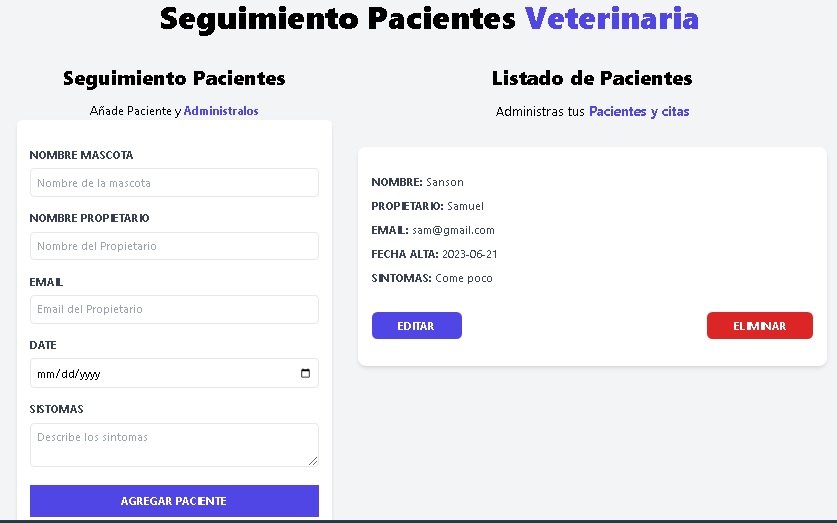 Seguimiento Pacientes Veterinaria
Seguimiento Pacientes
Añade Paciente y Administralos
NOMBRE MASCOTA
Nombre de la mascota
NOMBRE PROPIETARIO
Nombre del Propietario
EMAIL
Email del Propietario
DATE
mm/dd/yyyy
SISTOMAS
Describe los sintomas
AGREGAR PACIENTE
Listado de Pacientes
Administras tus Pacientes y citas
NOMBRE: Sanson
PROPIETARIO: Samuel
EMAIL: sam@gmail.com
FECHA ALTA: 2023-06-21
SINTOMAS: Come poco
EDITAR
ELIMINAR